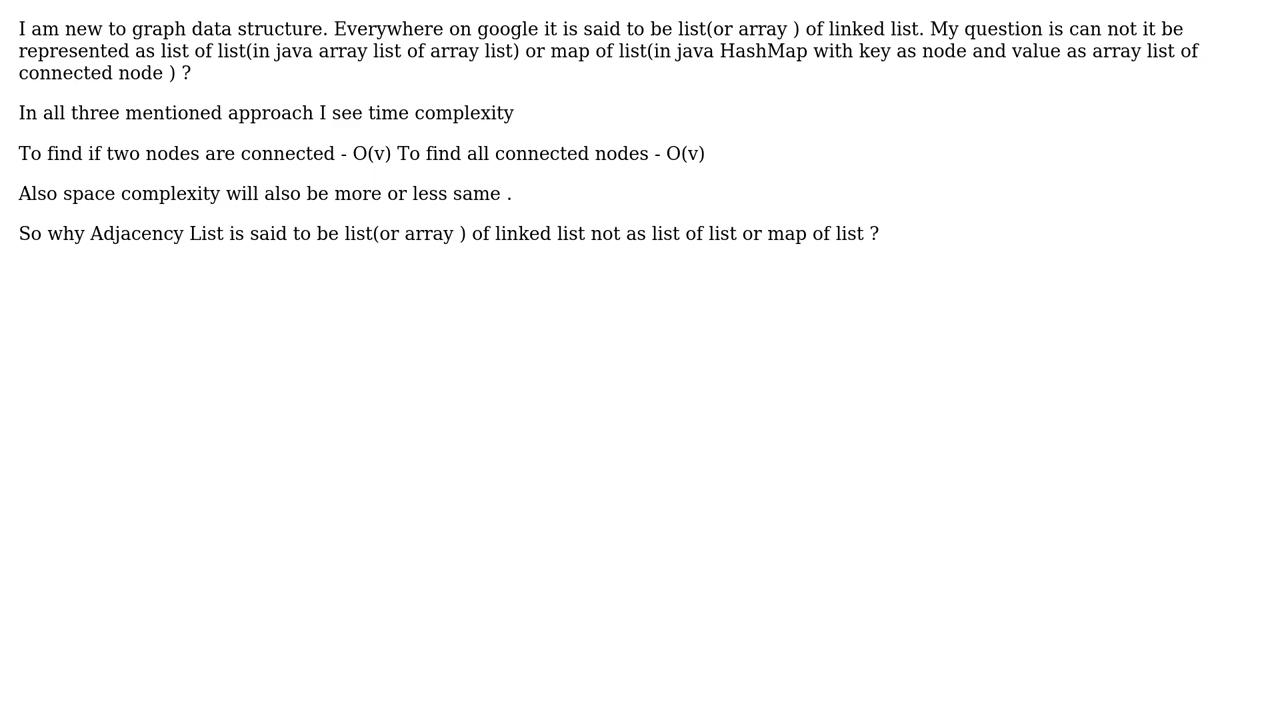 I am new to graph data structure. Everywhere on google it is said to be list(or array ) of linked list. My question is can not it be
represented as list of list(in java array list of array list) or map of list(in java HashMap with key as node and value as array list of
connected node ) ?
In all three mentioned approach I see time complexity
To find if two nodes are connected - O(v) To find all connected nodes - O(v)
Also space complexity will also be more or less same .
So why Adjacency List is said to be list(or array ) of linked list not as list of list or map of list ?